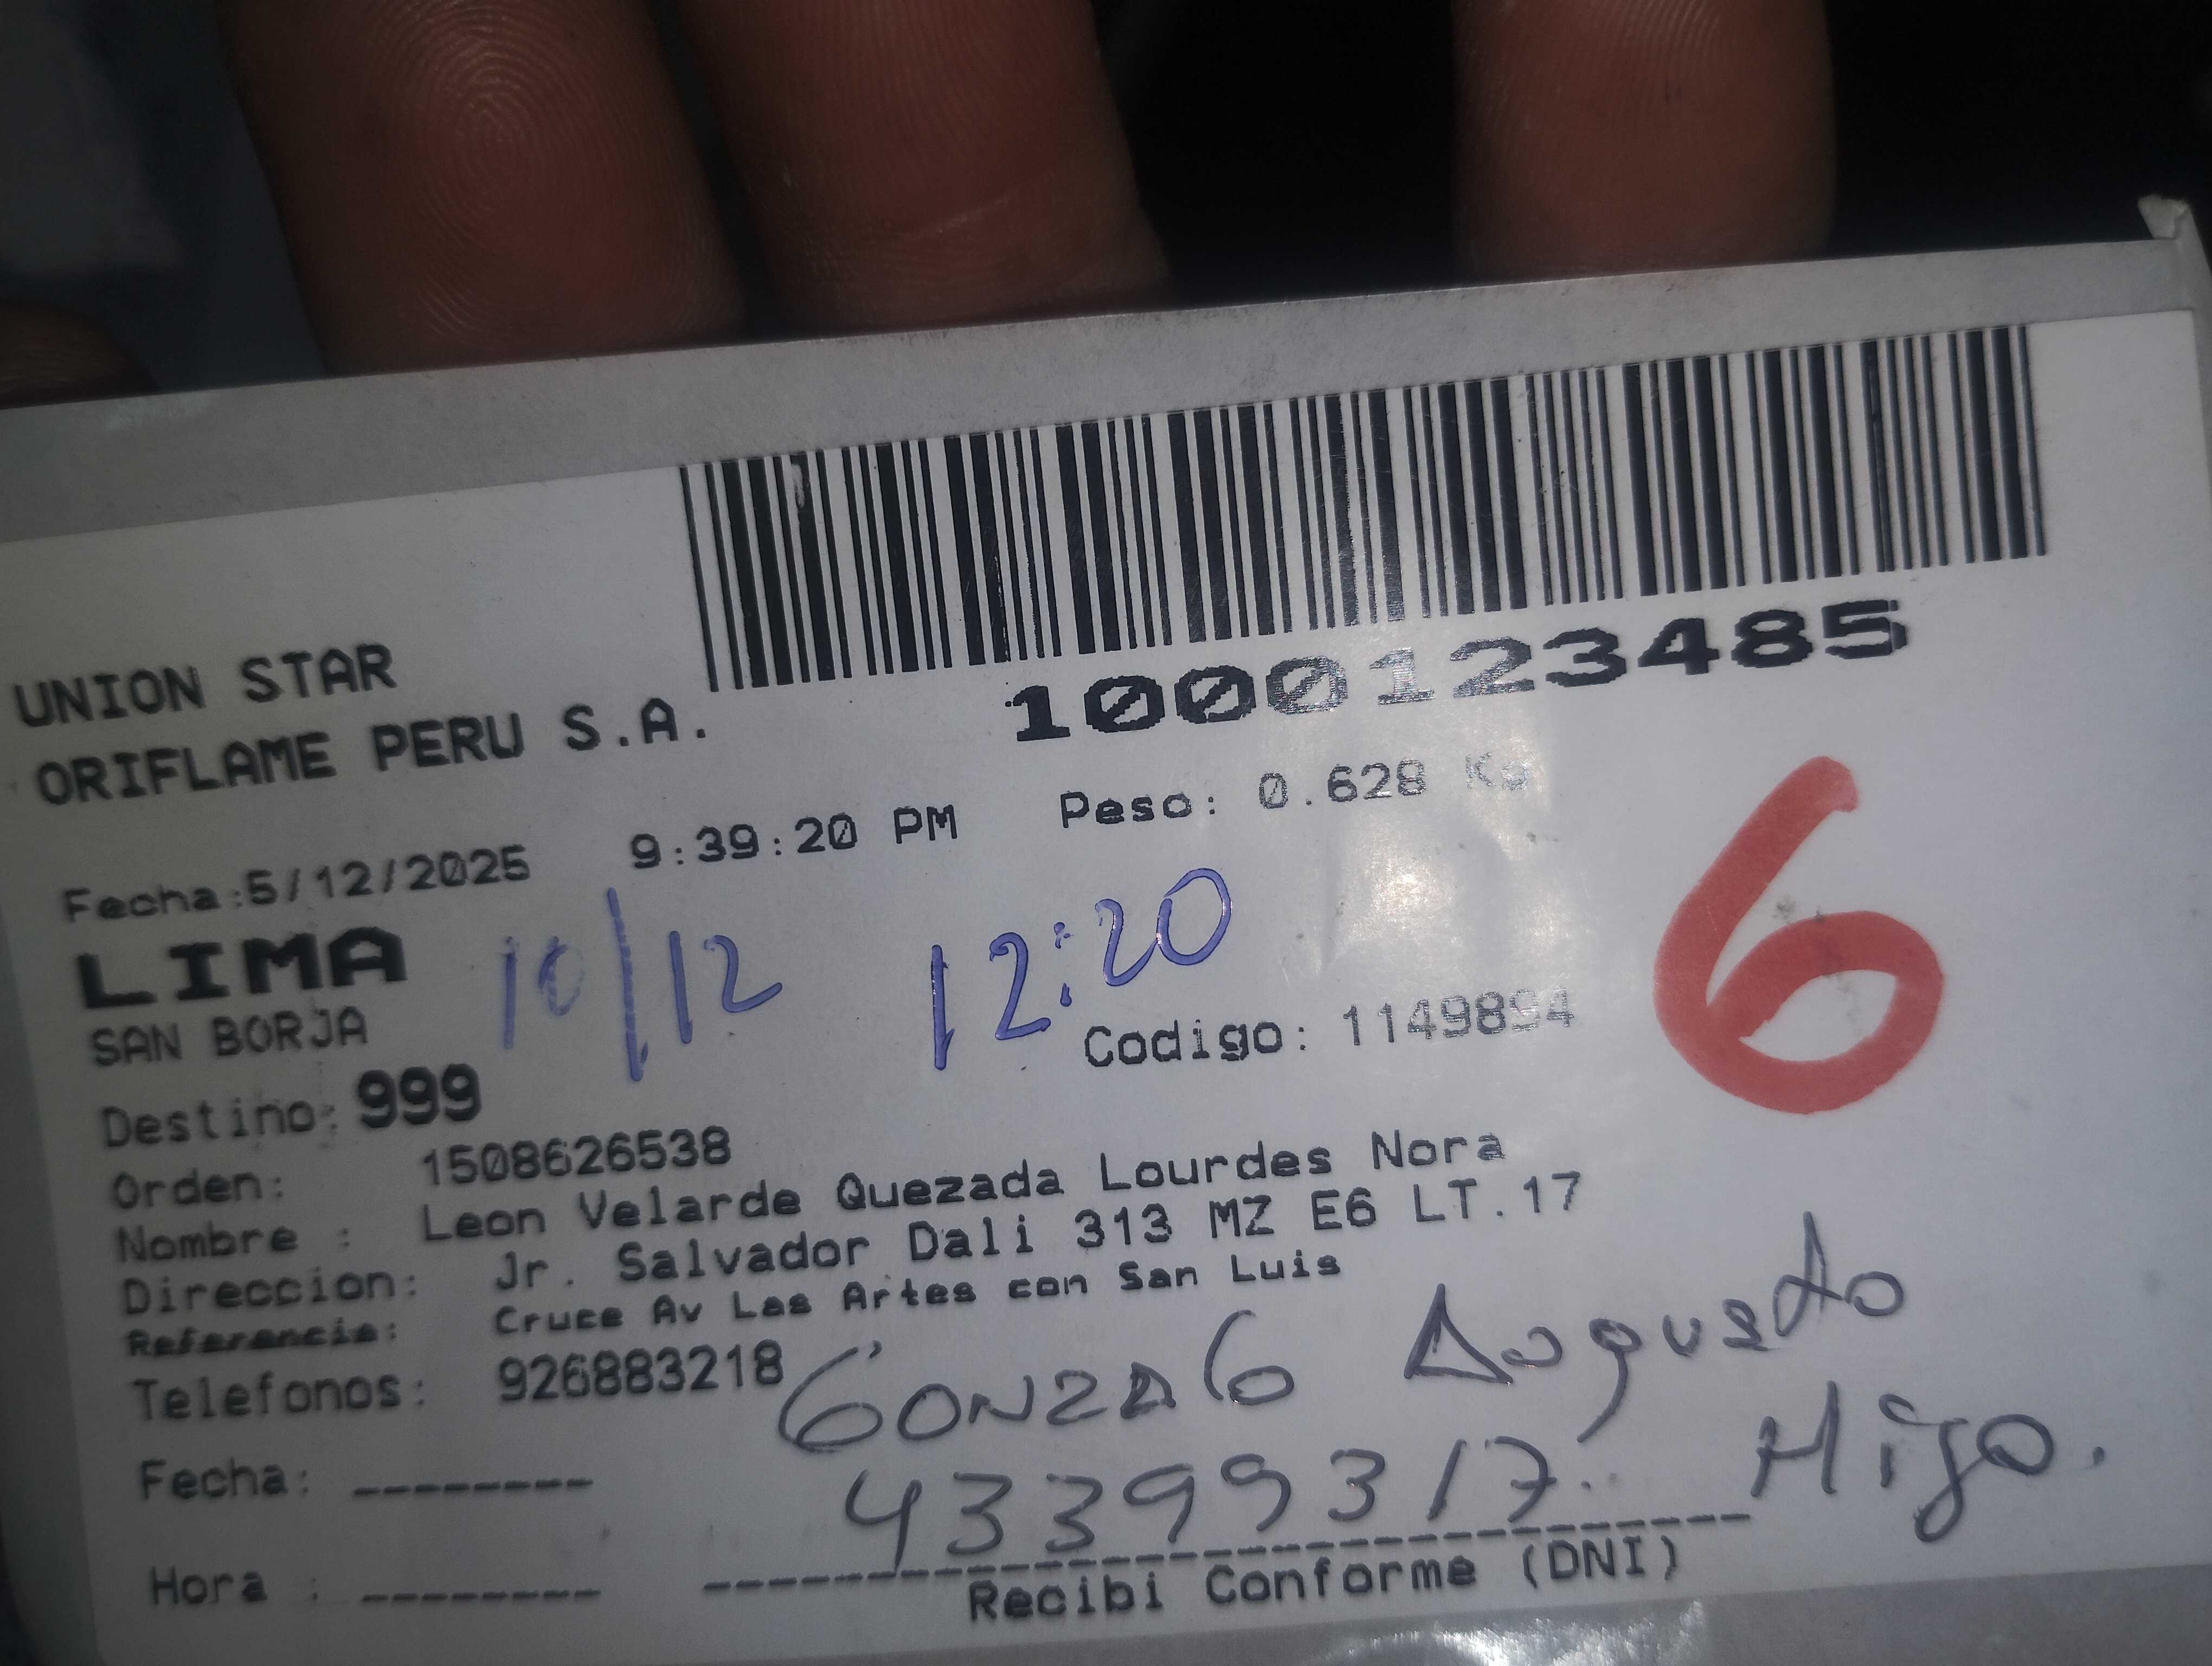 1000123485
UNION STAR
ORIFLAME PERU S.A.
Fecha:5/12/2025 9:39:20 PM Peso: 0.628 Kg
LIMA 10/12 12:20 6
SAN BORJA Codigo: 1149894
Destino: 999
Orden: 1508626538
Nombre : Leon Velarde Quezada Lourdes Nora
Direccion: Jr. Salvador Dali 313 MZ E6 LT.17
Referencia: Cruce Av Las Artes con San Luis
Telefonos: 926883218 Gonzalo Augusto
Fecha: -------- 43399317. Hijo.
Hora : --------
Recibi Conforme (DNI)